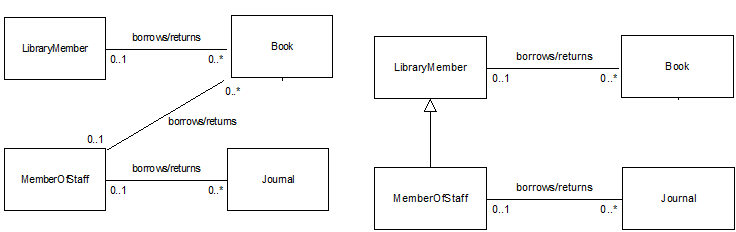 LibraryMember
borrows/returns
0..1
0..*
Book
0..*
borrows/returns
0..1
MemberOfStaff
borrows/returns
0..1
0..*
Journal
LibraryMember
borrows/returns
0..1
0..*
Book
MemberOfStaff
borrows/returns
0..1
0..*
Journal